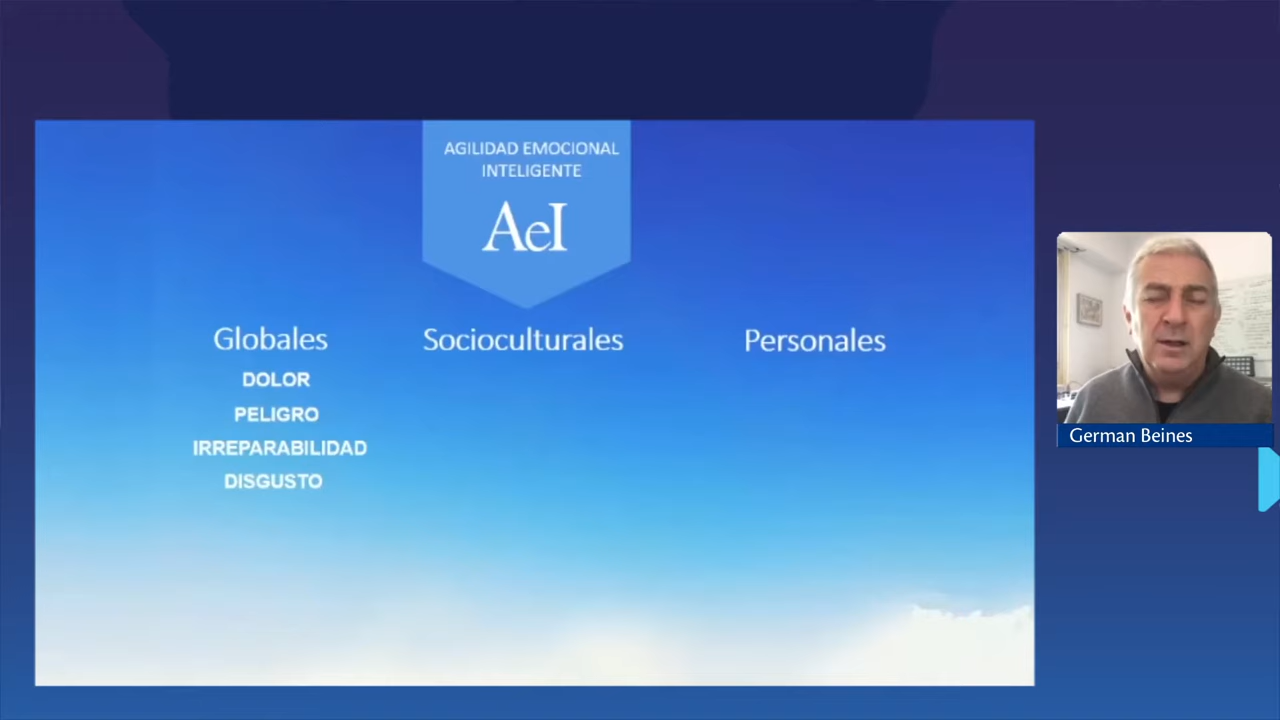 AGILIDAD EMOCIONAL
INTELIGENTE
AeI
Globales
DOLOR
PELIGRO
IRREPARABILIDAD
DISGUSTO
Socioculturales
Personales
German Beines